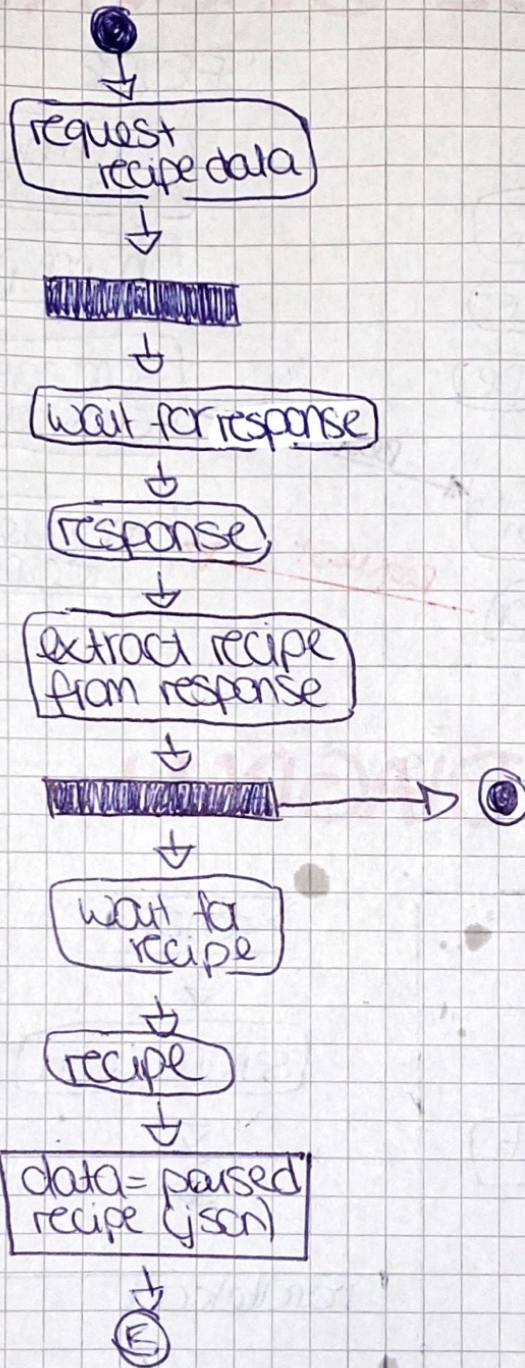 request
recipe data
wait for response
response
extract recipe
from response
wait for
recipe
recipe
data = parsed
recipe (json)
E
request